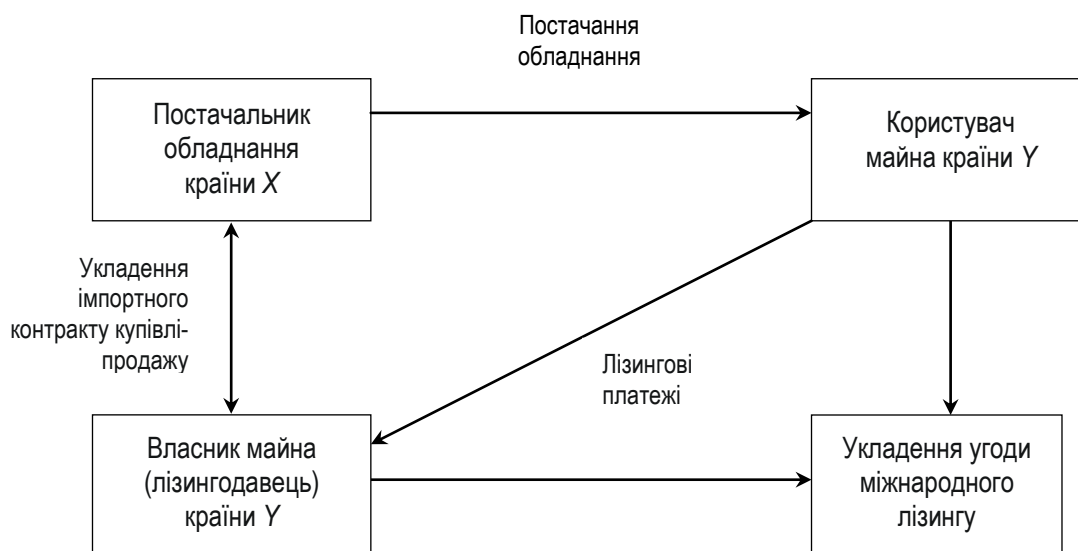 Постачання
обладнання
Постачальник
обладнання
країни X
Користувач
майна країни Y
Укладення
імпортного
контракту купівлі-
продажу
Лізингові
платежі
Власник майна
(лізингодавець)
країни Y
Укладення угоди
міжнародного
лізингу